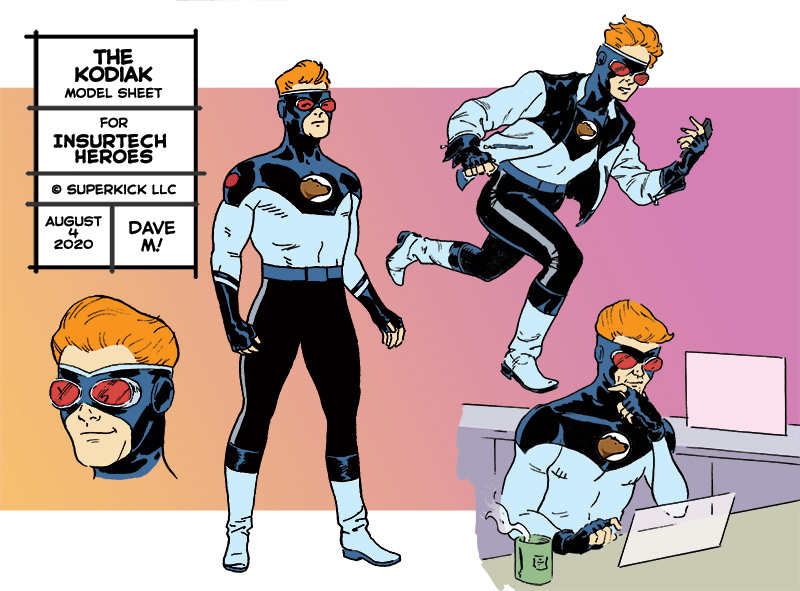 THE
KODIAK
MODEL SHEET
FOR
INSURTECH
HEROES
© SUPERKICK LLC
AUGUST
4
2020
DAVE
M!